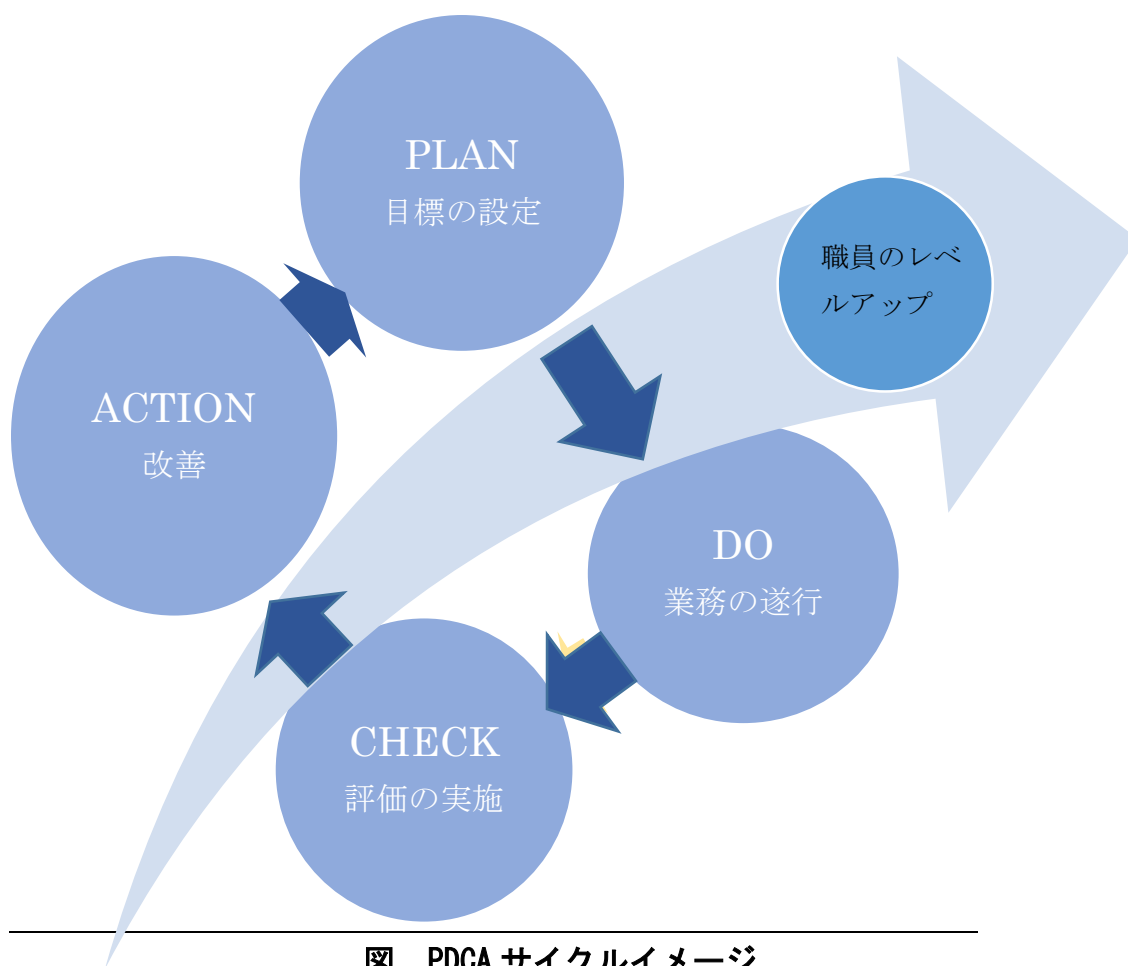 PLAN
目標の設定
職員のレベ
ルアップ
ACTION
改善
DO
業務の遂行
CHECK
評価の実施
図 PDCA サイクルイメージ